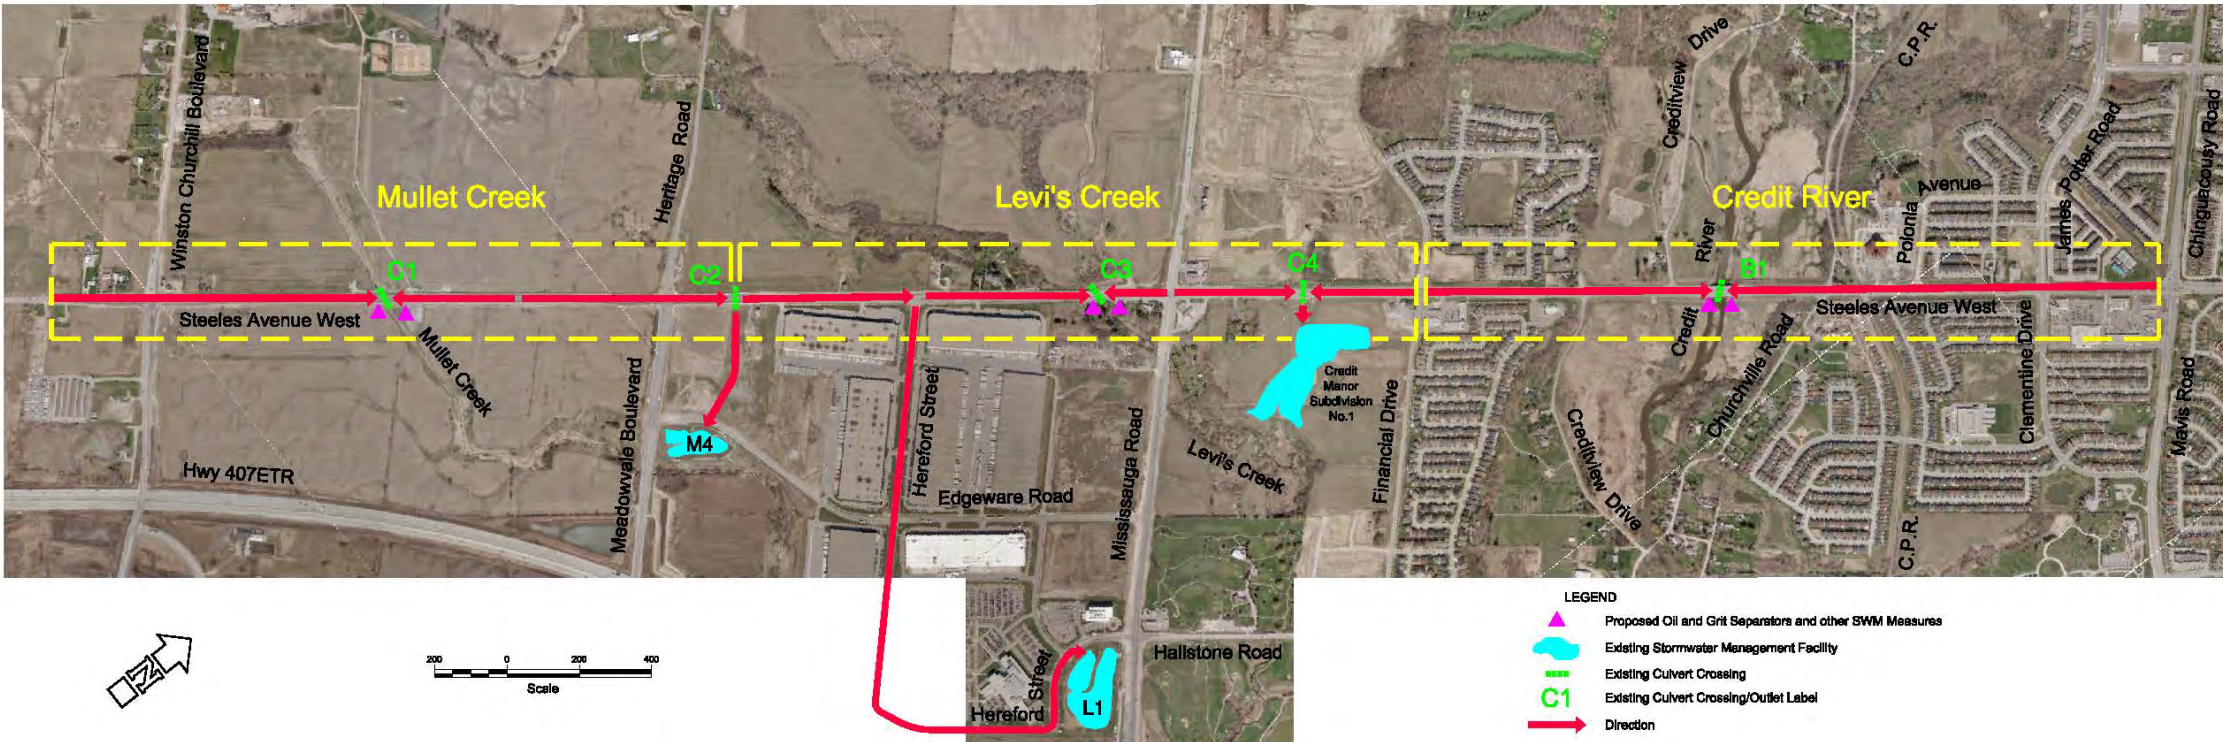 Winston Churchill Boulevard
Heritage Road
Creditview
Drive
C.P.R.
Mullet Creek
Levi's Creek
Credit River
River
Polonia
Avenue
James Potter Road
Chinguacousy Road
C1
C2
C3
C4
B1
Steeles Avenue West
Steeles Avenue West
Mullet Creek
Meadowvale Boulevard
Hereford Street
Mississauga Road
Credit
Manor
Subdivision
No.1
Financial Drive
Credit
Churchville Road
Clementine Drive
Mavis Road
M4
Hwy 407ETR
Edgeware Road
Levi's Creek
Creditview Drive
C.P.R.
Hallstone Road
Hereford
Street
L1
N
200
0
200
400
Scale
LEGEND
Proposed Oil and Grit Separators and other SWM Measures
Existing Stormwater Management Facility
Existing Culvert Crossing
C1
Existing Culvert Crossing/Outlet Label
Direction